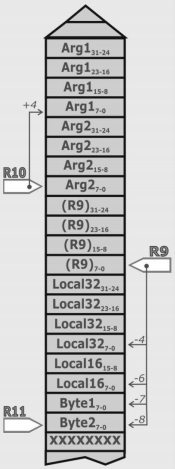 Arg1₃₁₋₂₄
Arg1₂₃₋₁₆
Arg1₁₅₋₈
+4
Arg1₇₋₀
Arg2₃₁₋₂₄
Arg2₂₃₋₁₆
R10
Arg2₁₅₋₈
Arg2₇₋₀
(R9)₃₁₋₂₄
(R9)₂₃₋₁₆
(R9)₁₅₋₈
R9
(R9)₇₋₀
Local32₃₁₋₂₄
Local32₂₃₋₁₆
Local32₁₅₋₈
Local32₇₋₀ -4
Local16₁₅₋₈
Local16₇₋₀ -6
Byte1₇₋₀ -7
R11
Byte2₇₋₀ -8
XXXXXXXX